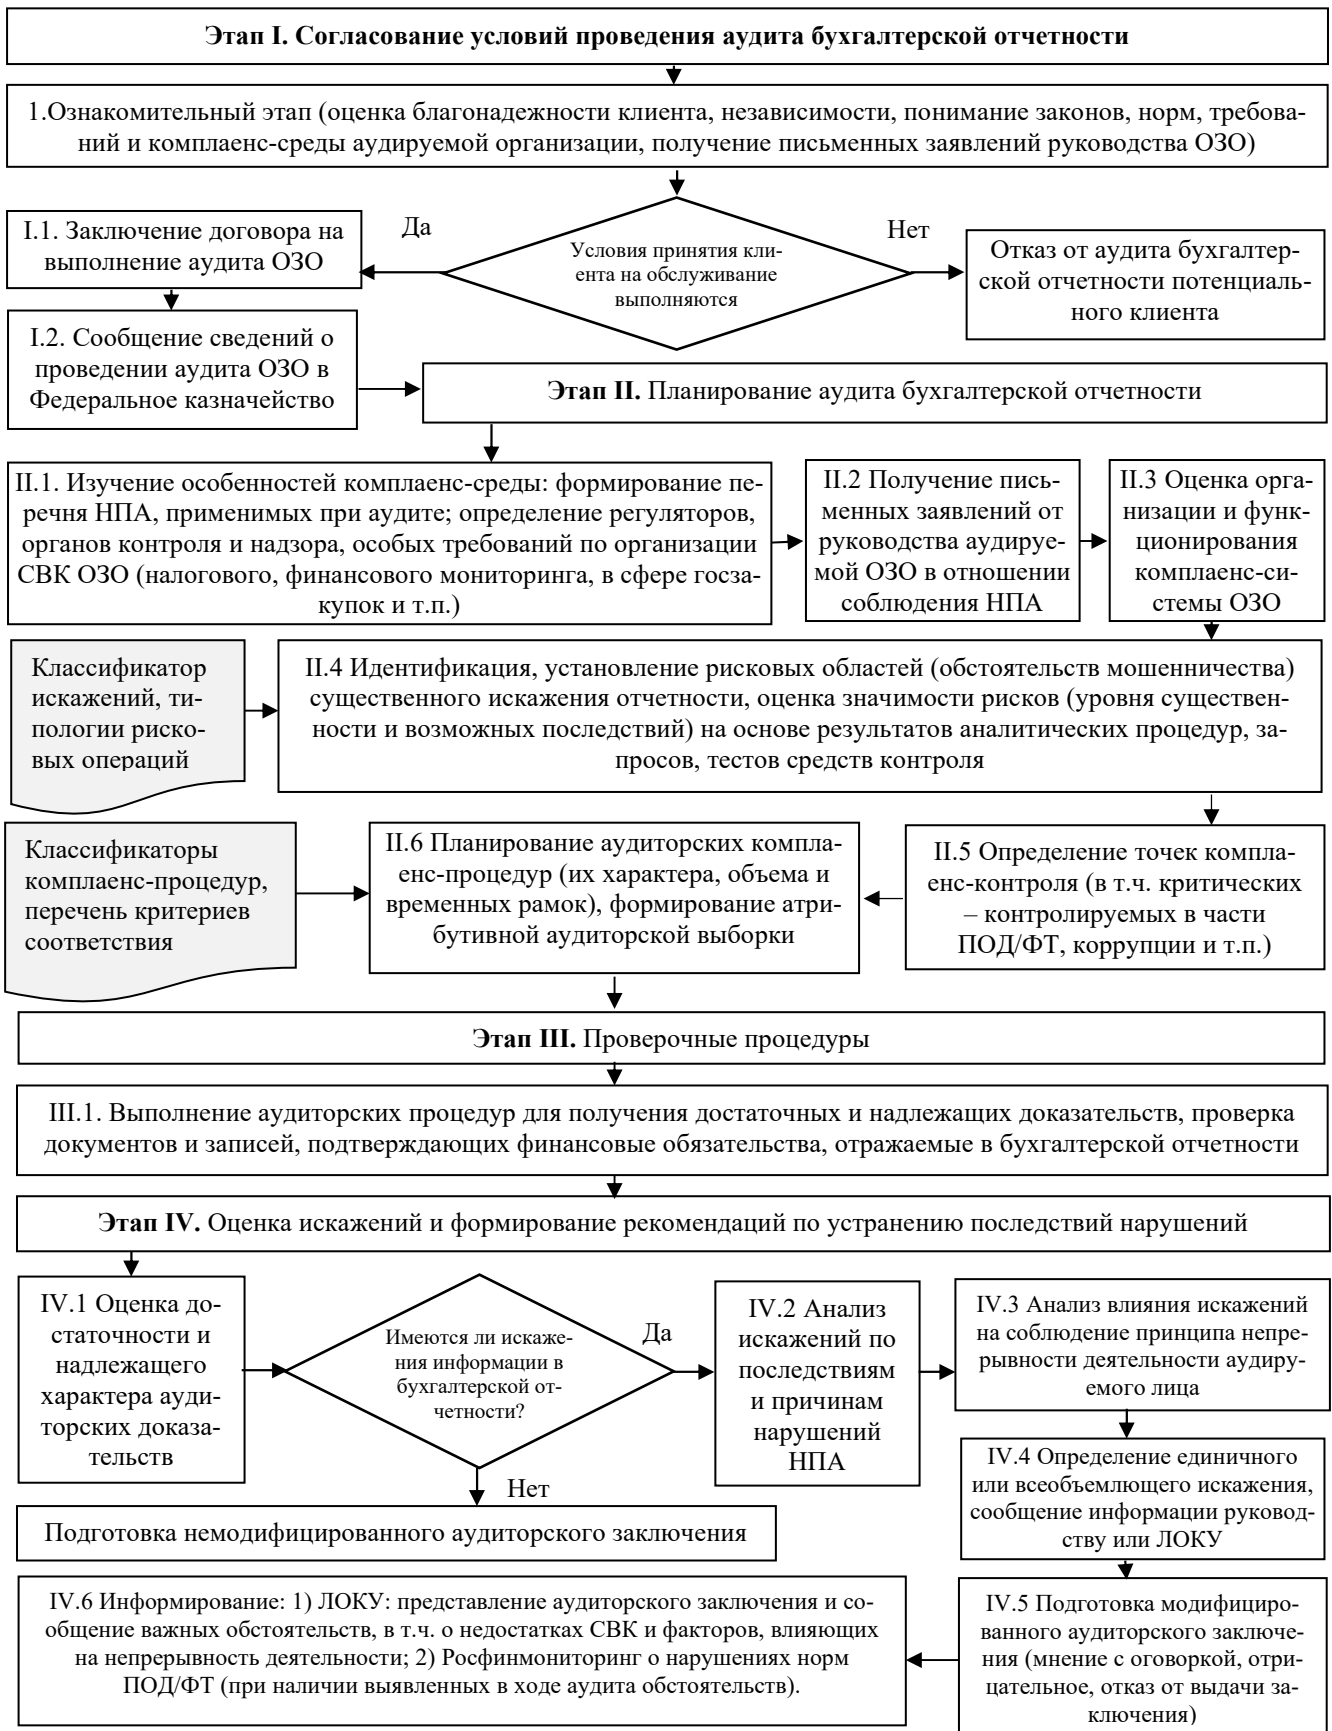 Этап I. Согласование условий проведения аудита бухгалтерской отчетности
1.Ознакомительный этап (оценка благонадежности клиента, независимости, понимание законов, норм, требова-
ний и комплаенс-среды аудируемой организации, получение письменных заявлений руководства ОЗО)
I.1. Заключение договора на
выполнение аудита ОЗО
Да
Условия принятия кли-
ента на обслуживание
выполняются
Нет
Отказ от аудита бухгалтер-
ской отчетности потенциаль-
ного клиента
I.2. Сообщение сведений о
проведении аудита ОЗО в
Федеральное казначейство
Этап II. Планирование аудита бухгалтерской отчетности
II.1. Изучение особенностей комплаенс-среды: формирование пе-
речня НПА, применимых при аудите; определение регуляторов,
органов контроля и надзора, особых требований по организации
СВК ОЗО (налогового, финансового мониторинга, в сфере госза-
купок и т.п.)
II.2 Получение пись-
менных заявлений от
руководства аудируе-
мой ОЗО в отношении
соблюдения НПА
II.3 Оценка орга-
низации и функ-
ционирования
комплаенс-си-
стемы ОЗО
Классификатор
искажений, ти-
пологии риско-
вых операций
II.4 Идентификация, установление рисковых областей (обстоятельств мошенничества)
существенного искажения отчетности, оценка значимости рисков (уровня существен-
ности и возможных последствий) на основе результатов аналитических процедур, за-
просов, тестов средств контроля
Классификаторы
комплаенс-процедур,
перечень критериев
соответствия
II.6 Планирование аудиторских компла-
енс-процедур (их характера, объема и
временных рамок), формирование атри-
бутивной аудиторской выборки
II.5 Определение точек компла-
енс-контроля (в т.ч. критических
– контролируемых в части
ПОД/ФТ, коррупции и т.п.)
Этап III. Проверочные процедуры
III.1. Выполнение аудиторских процедур для получения достаточных и надлежащих доказательств, проверка
документов и записей, подтверждающих финансовые обязательства, отражаемые в бухгалтерской отчетности
Этап IV. Оценка искажений и формирование рекомендаций по устранению последствий нарушений
IV.1 Оценка до-
статочности и
надлежащего
характера ауди-
торских доказа-
тельств
Имеются ли искаже-
ния информации в
бухгалтерской от-
четности?
Да
IV.2 Анализ
искажений по
последствиям
и причинам
нарушений
НПА
IV.3 Анализ влияния искажений
на соблюдение принципа непре-
рывности деятельности аудиру-
емого лица
IV.4 Определение единичного
или всеобъемлющего искажения,
сообщение информации руковод-
ству или ЛОКУ
Нет
Подготовка немодифицированного аудиторского заключения
IV.6 Информирование: 1) ЛОКУ: представление аудиторского заключения и со-
общение важных обстоятельств, в т.ч. о недостатках СВК и факторов, влияющих
на непрерывность деятельности; 2) Росфинмониторинг о нарушениях норм
ПОД/ФТ (при наличии выявленных в ходе аудита обстоятельств).
IV.5 Подготовка модифициро-
ванного аудиторского заключе-
ния (мнение с оговоркой, отри-
цательное, отказ от выдачи за-
ключения)